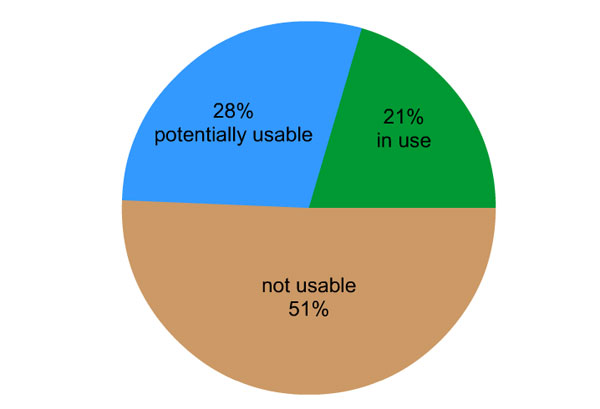 28%
potentially usable
21%
in use
not usable
51%